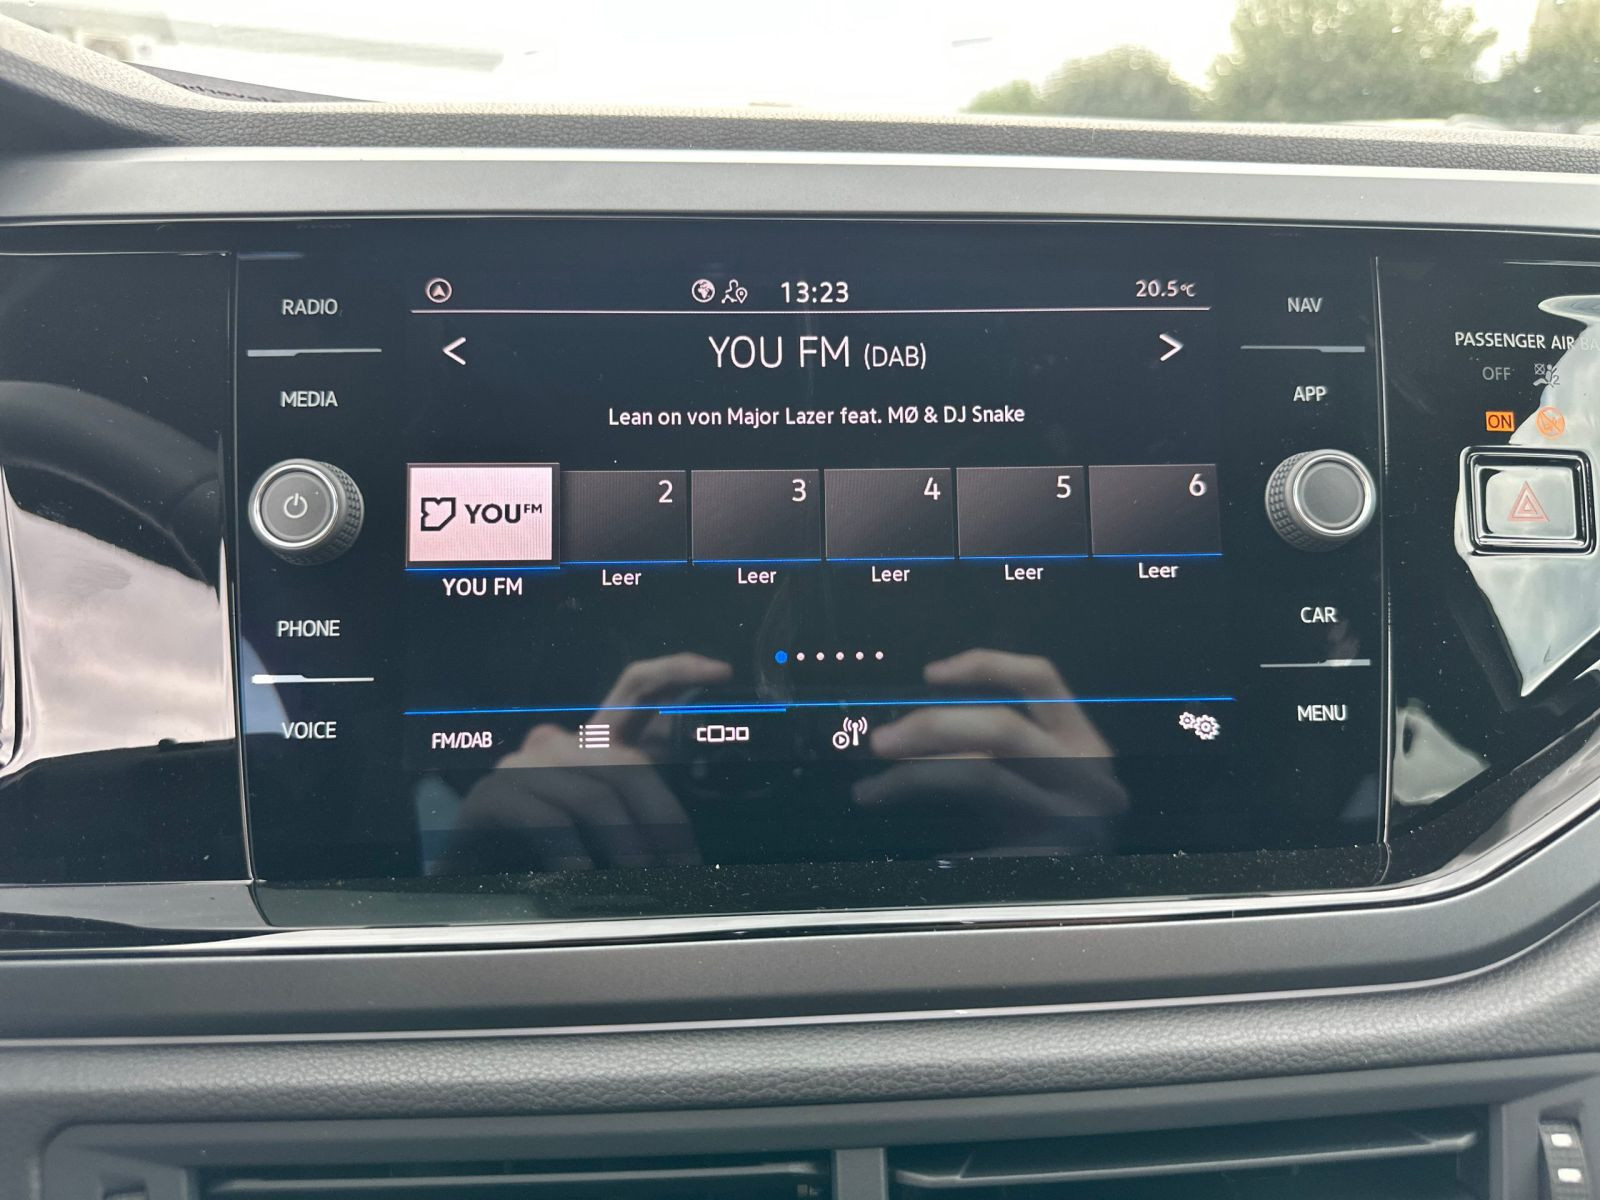 RADIO
MEDIA
PHONE
VOICE
13:23
20.5°C
< YOU FM (DAB) >
Lean on von Major Lazer feat. MØ & DJ Snake
YOU FM
2
3
4
5
6
YOU FM
Leer
Leer
Leer
Leer
Leer
FM/DAB
NAV
APP
CAR
MENU
PASSENGER AIR BA
OFF
2
ON